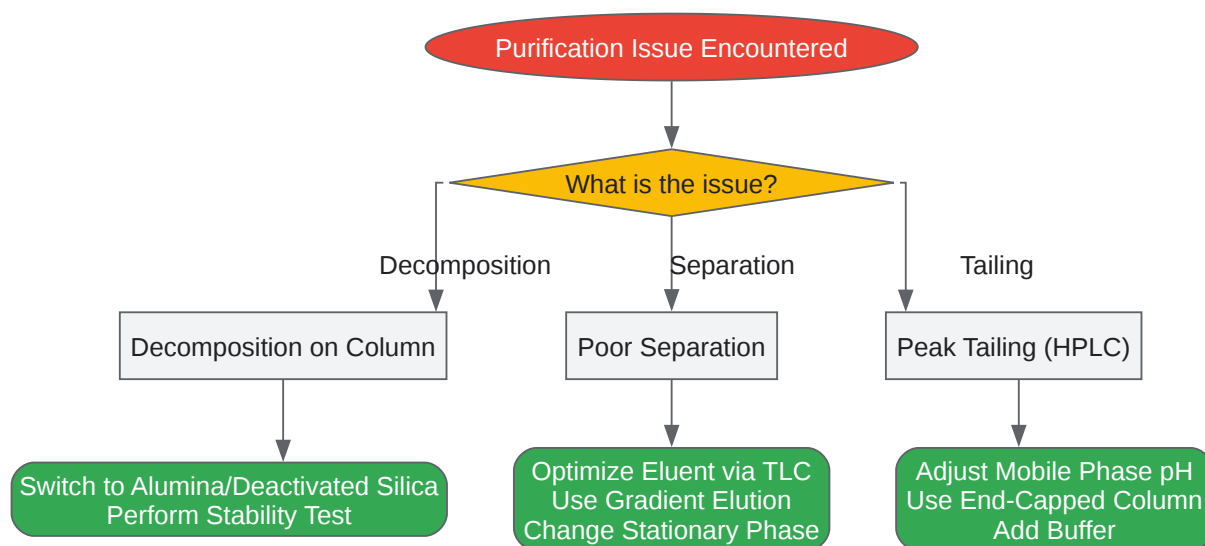 Purification Issue Encountered
What is the issue?
Decomposition
Separation
Tailing
Decomposition on Column
Poor Separation
Peak Tailing (HPLC)
Switch to Alumina/Deactivated Silica
Perform Stability Test
Optimize Eluent via TLC
Use Gradient Elution
Change Stationary Phase
Adjust Mobile Phase pH
Use End-Capped Column
Add Buffer